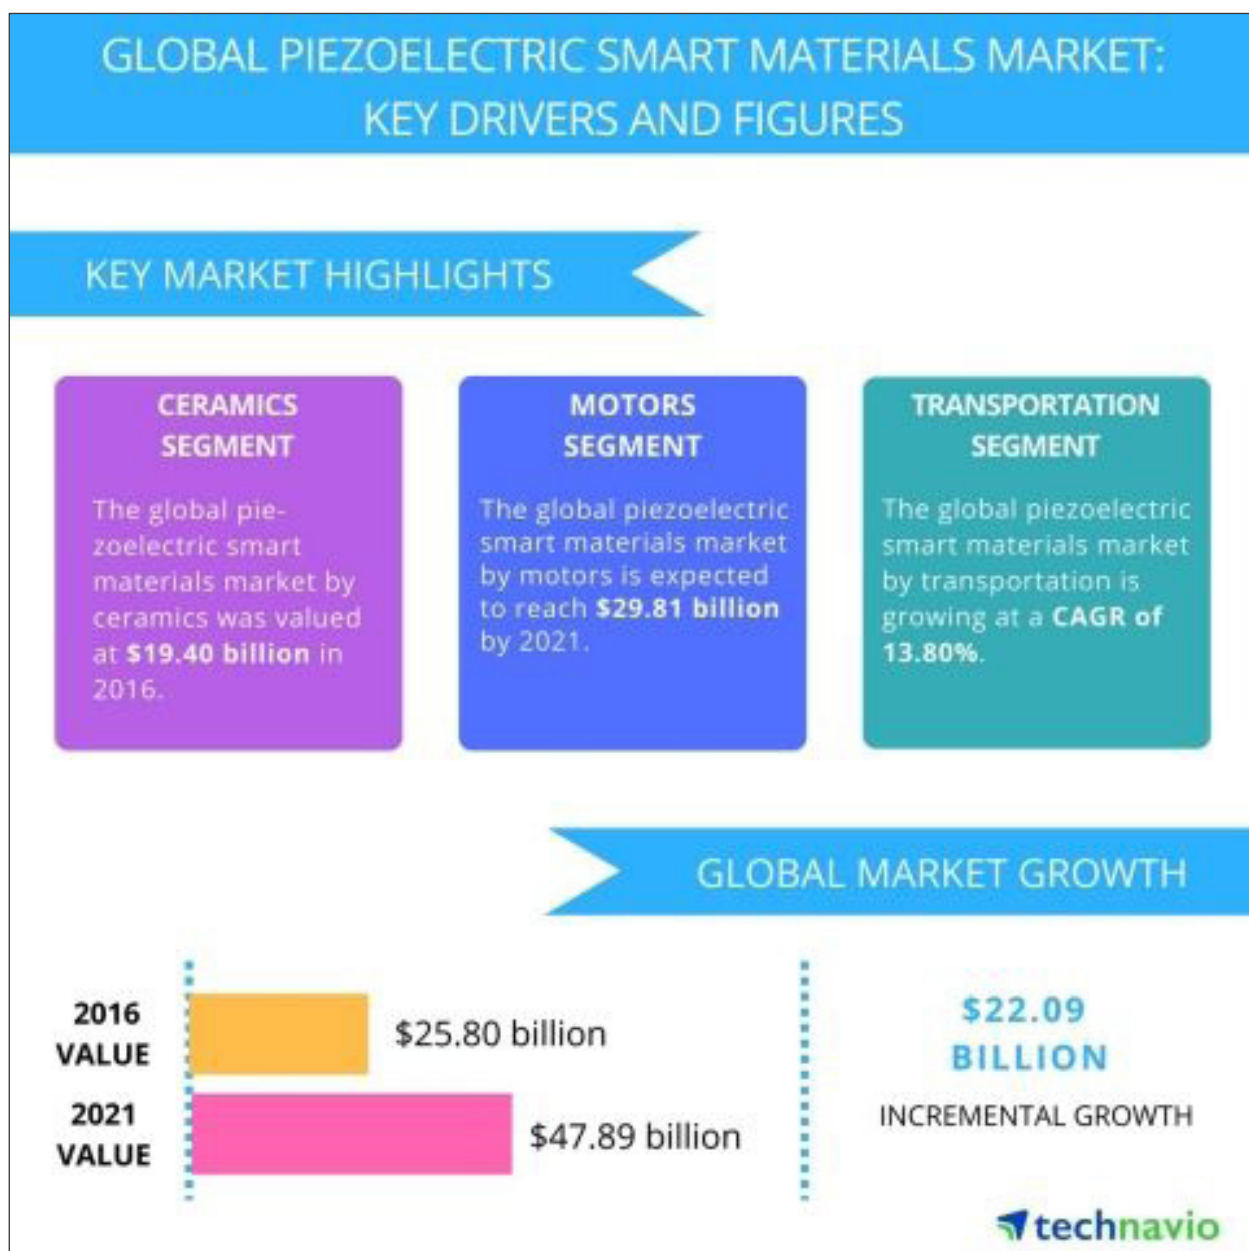 GLOBAL PIEZOELECTRIC SMART MATERIALS MARKET:
KEY DRIVERS AND FIGURES
KEY MARKET HIGHLIGHTS
CERAMICS
SEGMENT
The global pie-
zoelectric smart
materials market by
ceramics was valued
at $19.40 billion in
2016.
MOTORS
SEGMENT
The global piezoelectric
smart materials market
by motors is expected
to reach $29.81 billion
by 2021.
TRANSPORTATION
SEGMENT
The global piezoelectric
smart materials market
by transportation is
growing at a CAGR of
13.80%.
GLOBAL MARKET GROWTH
2016
VALUE
$25.80 billion
2021
VALUE
$47.89 billion
$22.09
BILLION
INCREMENTAL GROWTH
technavio